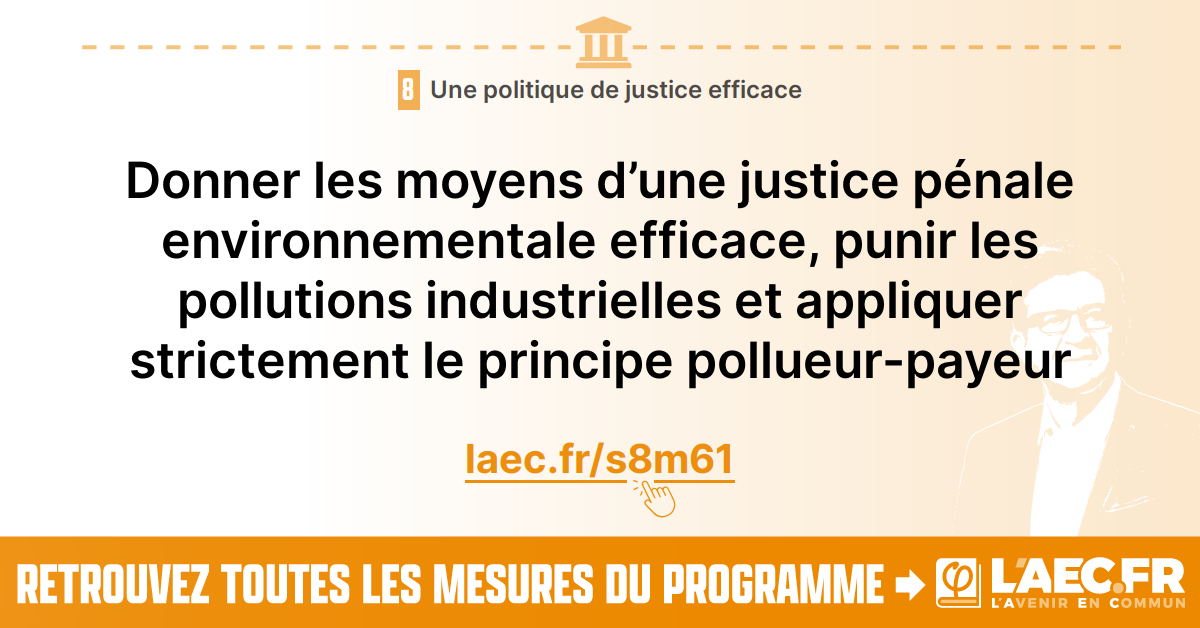 8 Une politique de justice efficace
Donner les moyens d’une justice pénale
environnementale efficace, punir les
pollutions industrielles et appliquer
strictement le principe pollueur-payeur
laec.fr/s8m61
RETROUVEZ TOUTES LES MESURES DU PROGRAMME
φ L'AEC.FR
L'AVENIR EN COMMUN